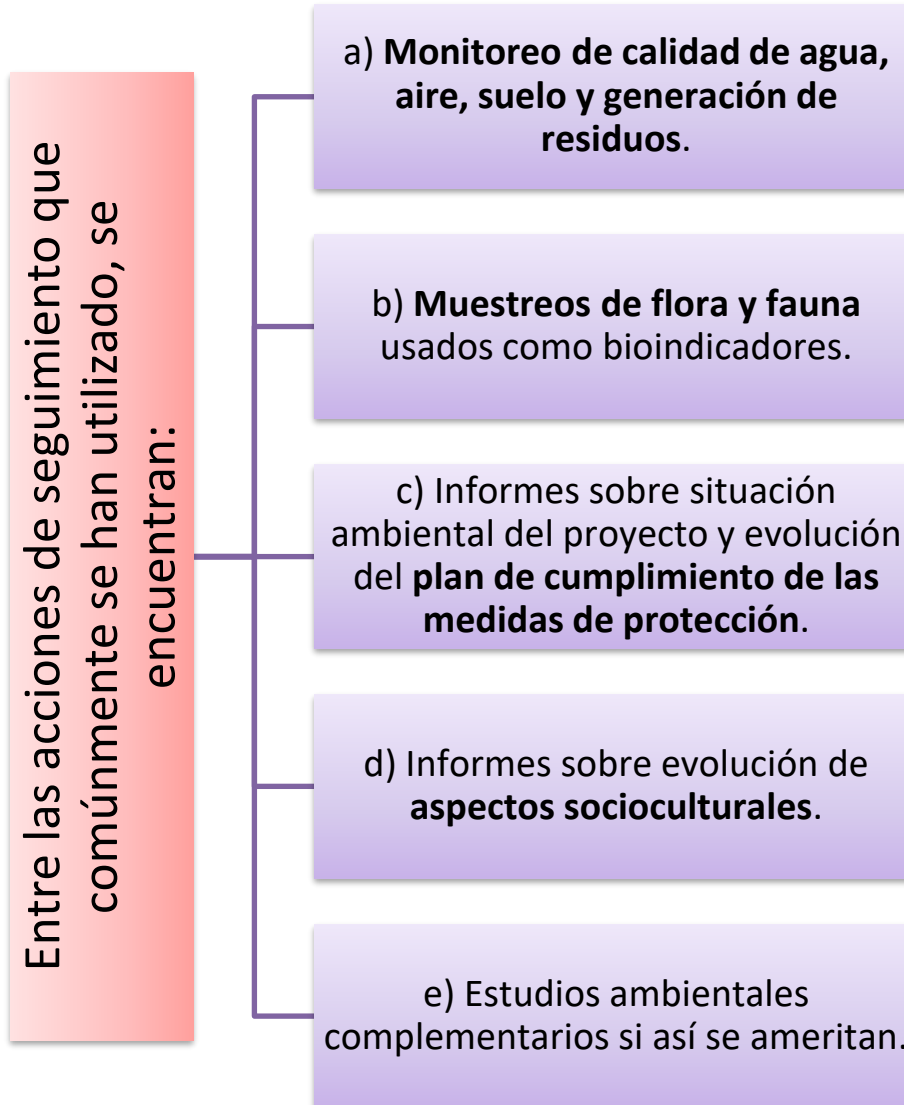 Entre las acciones de seguimiento que
comúnmente se han utilizado, se
encuentran:
a) Monitoreo de calidad de agua,
aire, suelo y generación de
residuos.
b) Muestreos de flora y fauna
usados como bioindicadores.
c) Informes sobre situación
ambiental del proyecto y evolución
del plan de cumplimiento de las
medidas de protección.
d) Informes sobre evolución de
aspectos socioculturales.
e) Estudios ambientales
complementarios si así se ameritan.